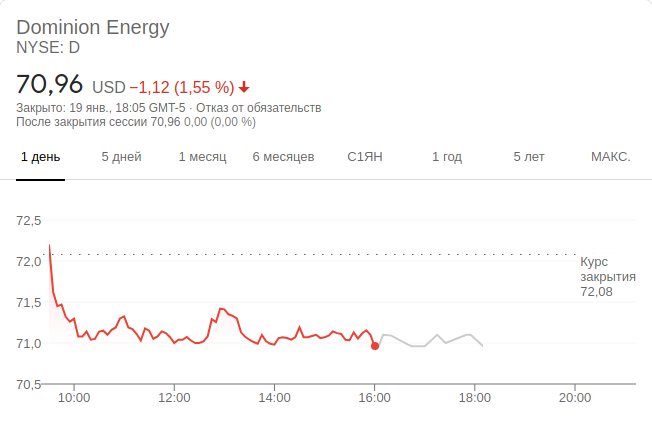 Dominion Energy
NYSE: D
70,96 USD −1,12 (1,55 %)
Закрыто: 19 янв., 18:05 GMT-5 · Отказ от обязательств
После закрытия сессии 70,96 0,00 (0,00 %)
1 день 5 дней 1 месяц 6 месяцев С1ЯН 1 год 5 лет МАКС.
72,5
72,0
71,5
71,0
70,5
Курс
закрытия
72,08
10:00 12:00 14:00 16:00 18:00 20:00